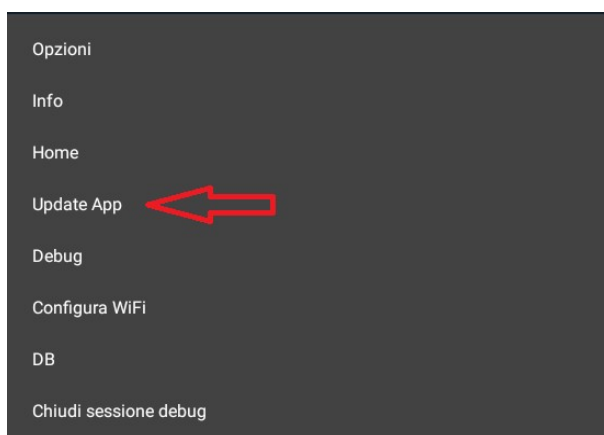 Opzioni
Info
Home
Update App
Debug
Configura WiFi
DB
Chiudi sessione debug